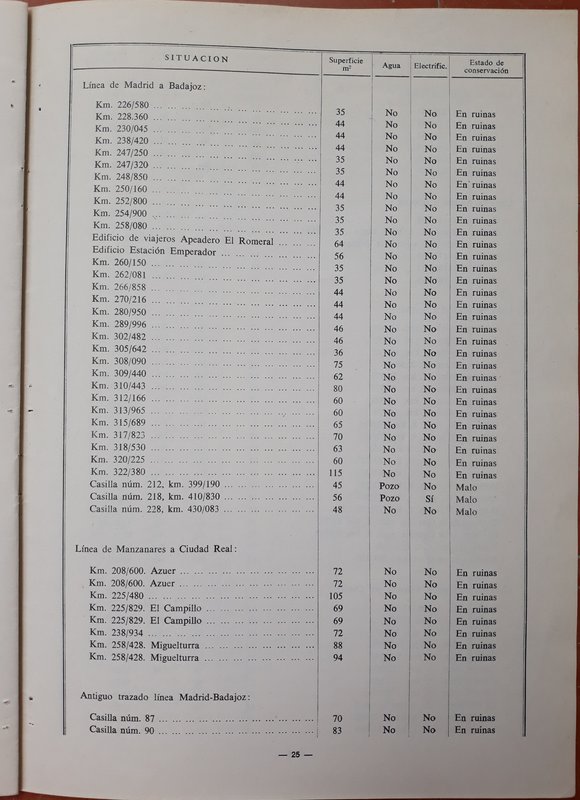 SITUACION Superficie m² Agua Electrific. Estado de conservación
Línea de Madrid a Badajoz:
Km. 226/580 ... 35 No No En ruinas
Km. 228.360 ... 44 No No En ruinas
Km. 230/045 ... 44 No No En ruinas
Km. 238/420 ... 44 No No En ruinas
Km. 247/250 ... 35 No No En ruinas
Km. 247/320 ... 35 No No En ruinas
Km. 248/850 ... 44 No No En ruinas
Km. 250/160 ... 44 No No En ruinas
Km. 252/800 ... 35 No No En ruinas
Km. 254/900 ... 35 No No En ruinas
Km. 258/080 ... 35 No No En ruinas
Edificio de viajeros Apeadero El Romeral ... 64 No No En ruinas
Edificio Estación Emperador ... 56 No No En ruinas
Km. 260/150 ... 35 No No En ruinas
Km. 262/081 ... 35 No No En ruinas
Km. 266/858 ... 44 No No En ruinas
Km. 270/216 ... 44 No No En ruinas
Km. 280/950 ... 44 No No En ruinas
Km. 289/996 ... 46 No No En ruinas
Km. 302/482 ... 46 No No En ruinas
Km. 305/642 ... 36 No No En ruinas
Km. 308/090 ... 75 No No En ruinas
Km. 309/440 ... 62 No No En ruinas
Km. 310/443 ... 80 No No En ruinas
Km. 312/166 ... 60 No No En ruinas
Km. 313/965 ... 60 No No En ruinas
Km. 315/689 ... 65 No No En ruinas
Km. 317/823 ... 70 No No En ruinas
Km. 318/530 ... 63 No No En ruinas
Km. 320/225 ... 60 No No En ruinas
Km. 322/380 ... 115 No No En ruinas
Casilla núm. 212, km. 399/190 ... 45 Pozo No Malo
Casilla núm. 218, km. 410/830 ... 56 Pozo Sí Malo
Casilla núm. 228, km. 430/083 ... 48 No No Malo
Línea de Manzanares a Ciudad Real:
Km. 208/600. Azuer ... 72 No No En ruinas
Km. 208/600. Azuer ... 72 No No En ruinas
Km. 225/480 ... 105 No No En ruinas
Km. 225/829. El Campillo ... 69 No No En ruinas
Km. 225/829. El Campillo ... 69 No No En ruinas
Km. 238/934 ... 72 No No En ruinas
Km. 258/428. Miguelturra ... 88 No No En ruinas
Km. 258/428. Miguelturra ... 94 No No En ruinas
Antiguo trazado línea Madrid-Badajoz:
Casilla núm. 87 ... 70 No No En ruinas
Casilla núm. 90 ... 83 No No En ruinas
— 25 —